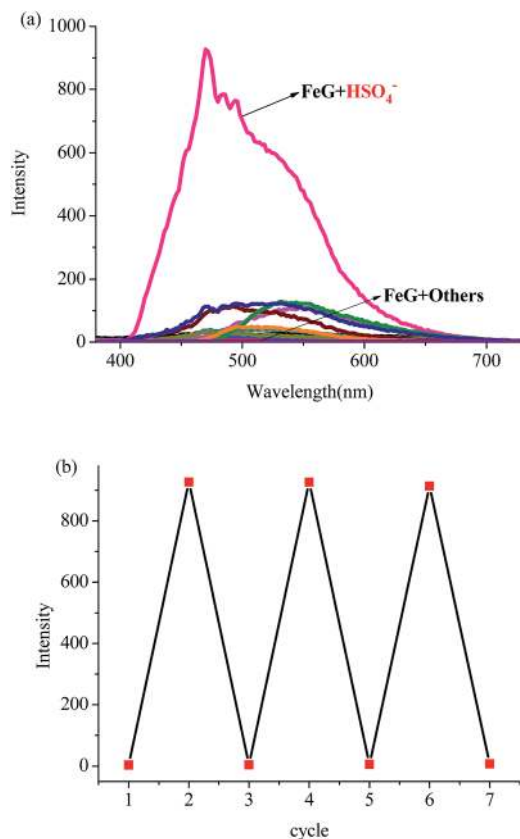 (a)
1000
800
600
400
200
0
Intensity
FeG+HSO₄⁻
FeG+Others
400 500 600 700
Wavelength(nm)
(b)
800
600
400
200
0
Intensity
1 2 3 4 5 6 7
cycle